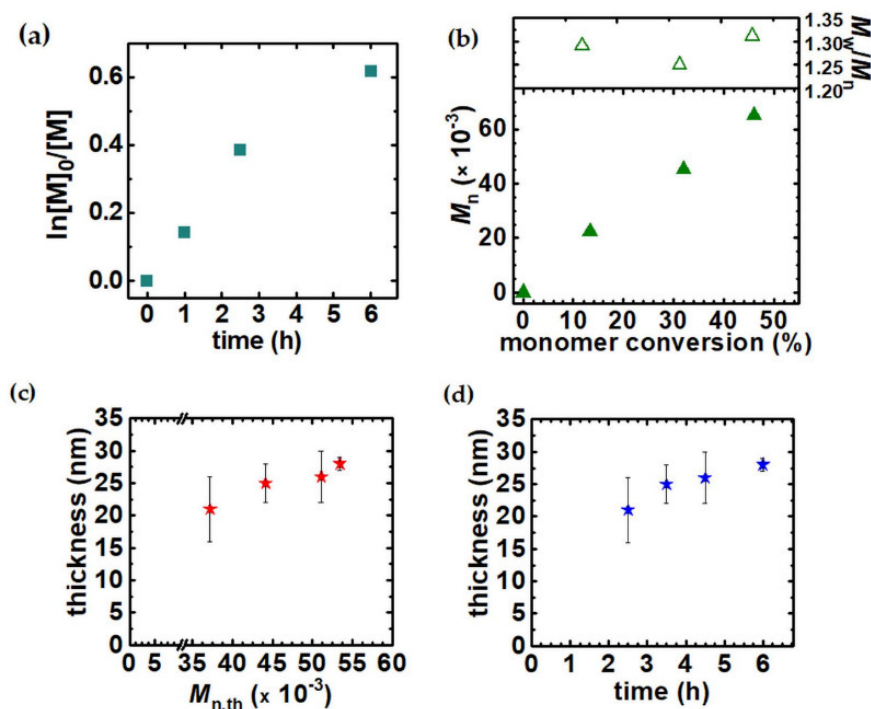 (a)
ln[M]0/[M]
0.6
0.4
0.2
0.0
0 1 2 3 4 5 6
time (h)
(b)
1.35
1.30
1.25
1.20
Mw/Mn
Mn (× 10-3)
60
40
20
0
0 10 20 30 40 50
monomer conversion (%)
(c)
thickness (nm)
35
30
25
20
15
10
5
0
0 5 35 40 45 50 55 60
Mn,th (x 10-3)
(d)
thickness (nm)
35
30
25
20
15
10
5
0
0 1 2 3 4 5 6
time (h)